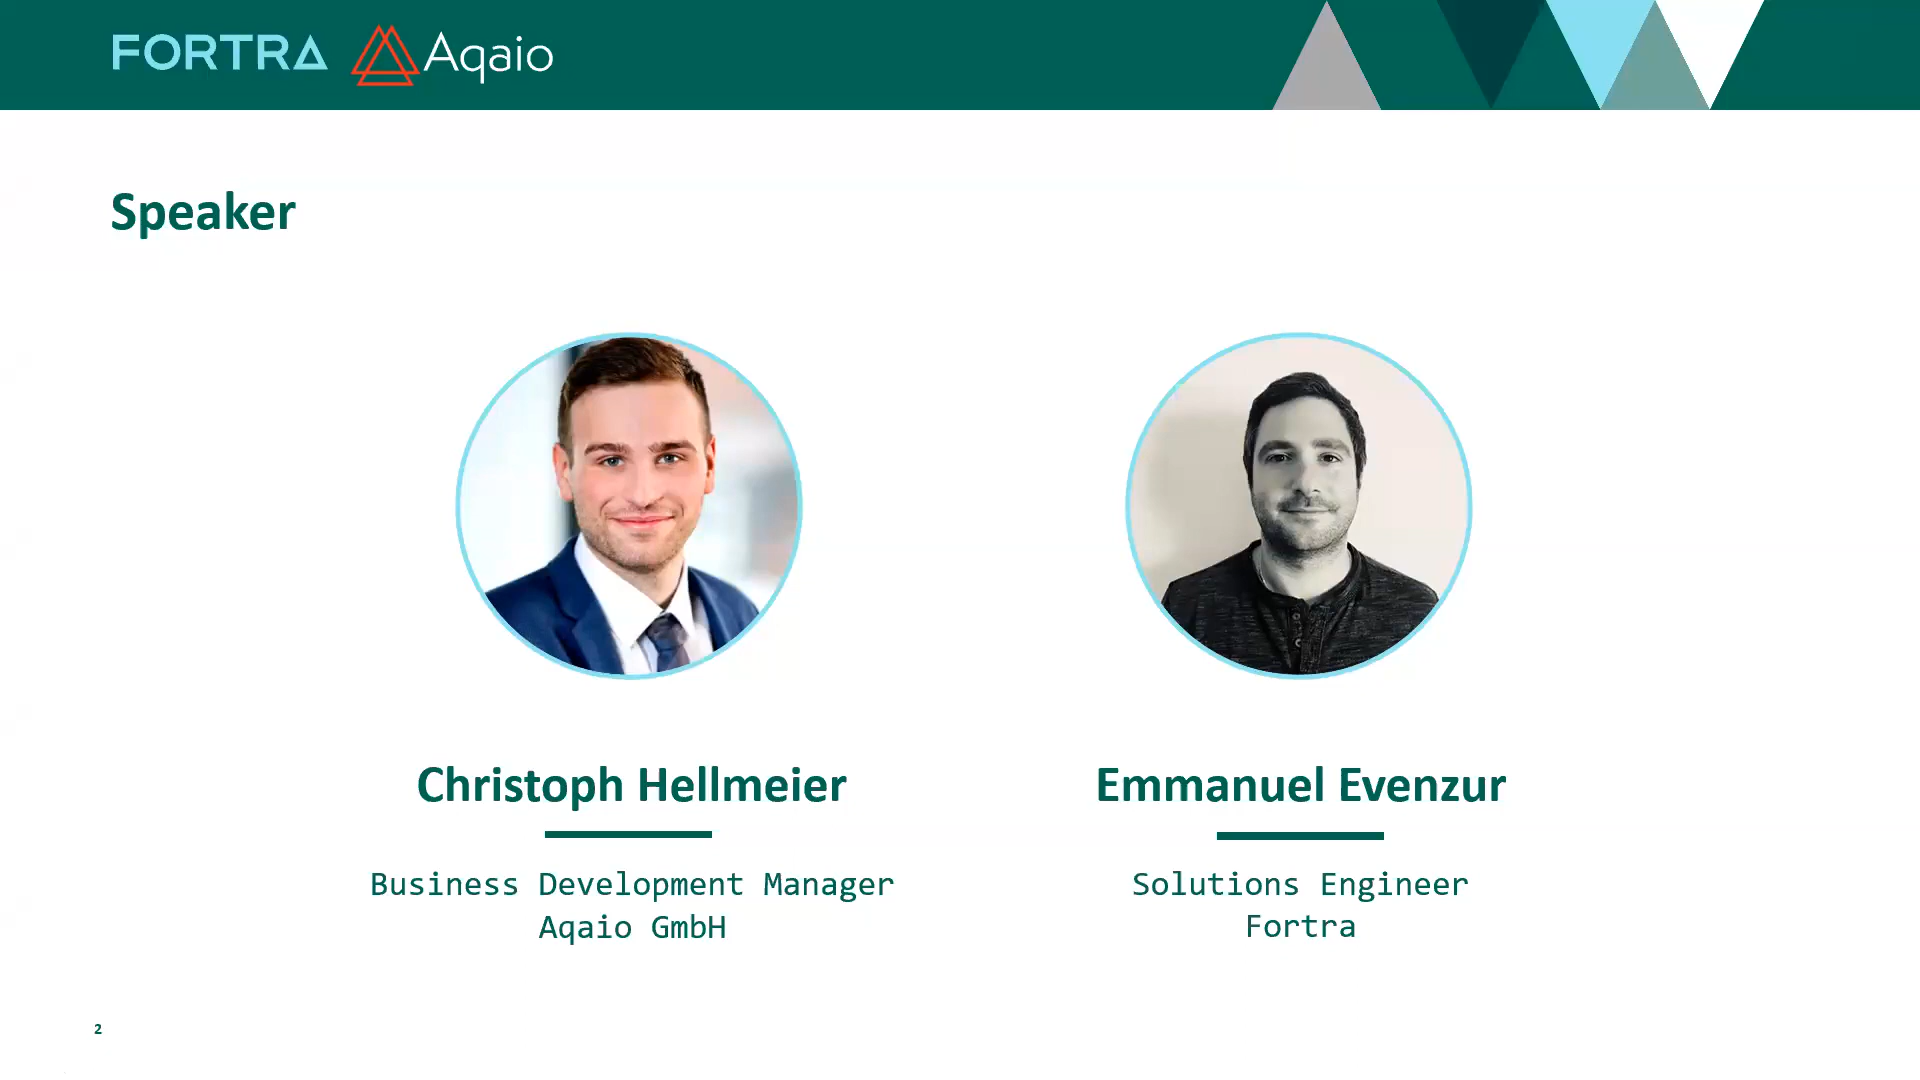 FORTRA Aqaio
Speaker
Christoph Hellmeier
Business Development Manager
Aqaio GmbH
Emmanuel Evenzur
Solutions Engineer
Fortra
2